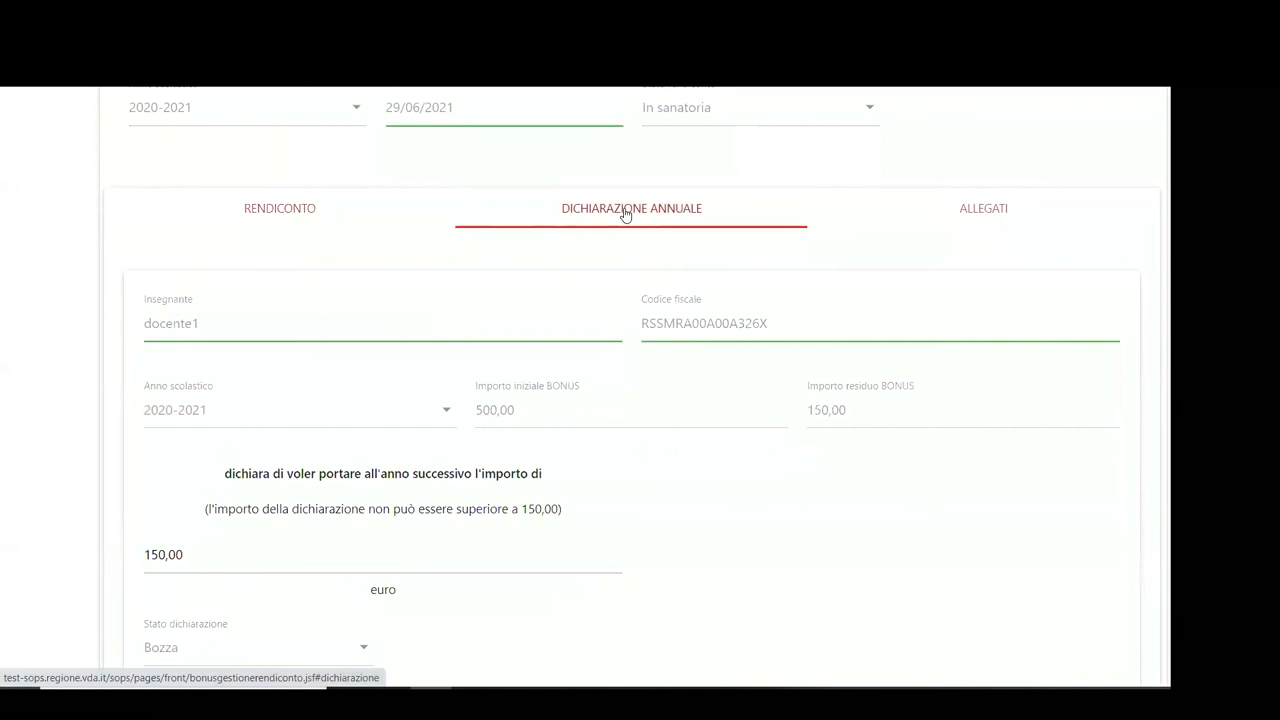 2020-2021
29/06/2021
In sanatoria
RENDICONTO
DICHIARAZIONE ANNUALE
ALLEGATI
Insegnante
Codice fiscale
docente1
RSSMRA00A00A326X
Anno scolastico
Importo iniziale BONUS
Importo residuo BONUS
2020-2021
500,00
150,00
dichiara di voler portare all'anno successivo l'importo di
(l'importo della dichiarazione non può essere superiore a 150,00)
150,00
euro
Stato dichiarazione
Bozza
test-sops.regione.vda.it/sops/pages/front/bonusgestionerendiconto.jsf#dichiarazione